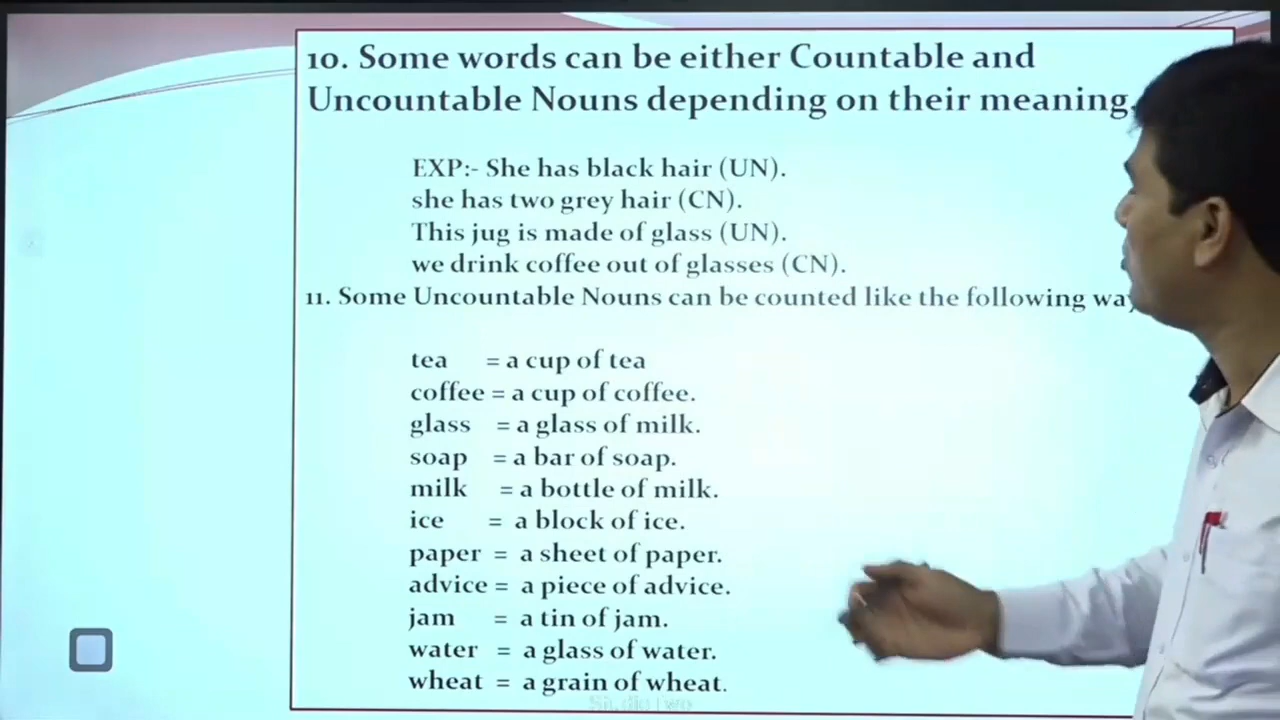 10. Some words can be either Countable and
Uncountable Nouns depending on their meaning.
EXP:- She has black hair (UN).
she has two grey hair (CN).
This jug is made of glass (UN).
we drink coffee out of glasses (CN).
11. Some Uncountable Nouns can be counted like the following
tea = a cup of tea
coffee = a cup of coffee.
glass = a glass of milk.
soap = a bar of soap.
milk = a bottle of milk.
ice = a block of ice.
paper = a sheet of paper.
advice = a piece of advice.
jam = a tin of jam.
water = a glass of water.
wheat = a grain of wheat.